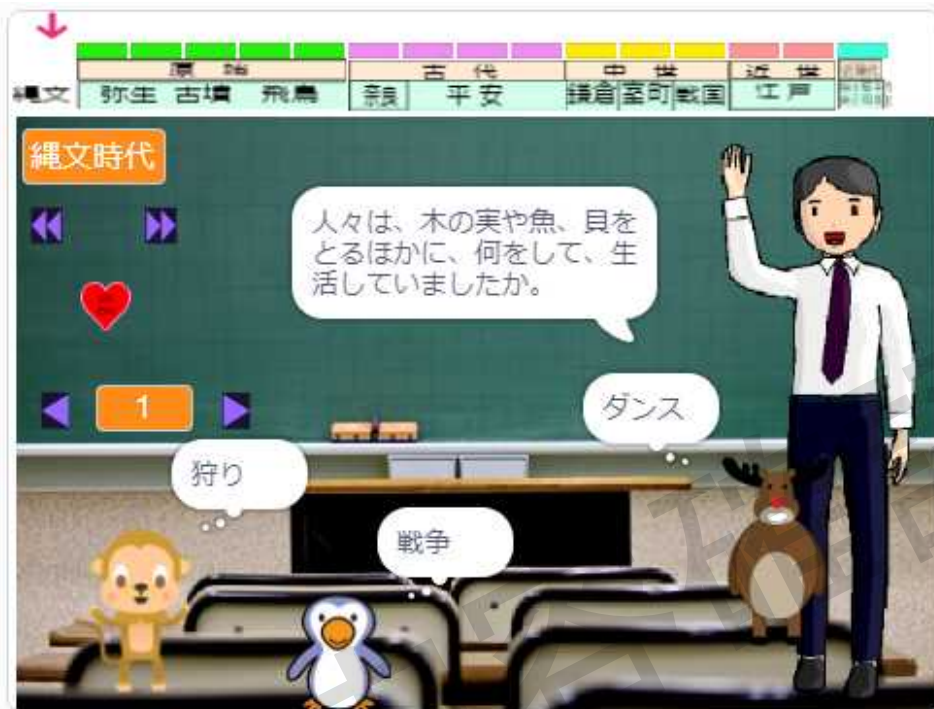 原始 古代 中世 近世
縄文 弥生 古墳 飛鳥 奈良 平安 鎌倉 室町 戦国 江戸
縄文時代
人々は、木の実や魚、貝を
とるほかに、何をして、生
活していましたか。
1
ダンス
狩り
戦争